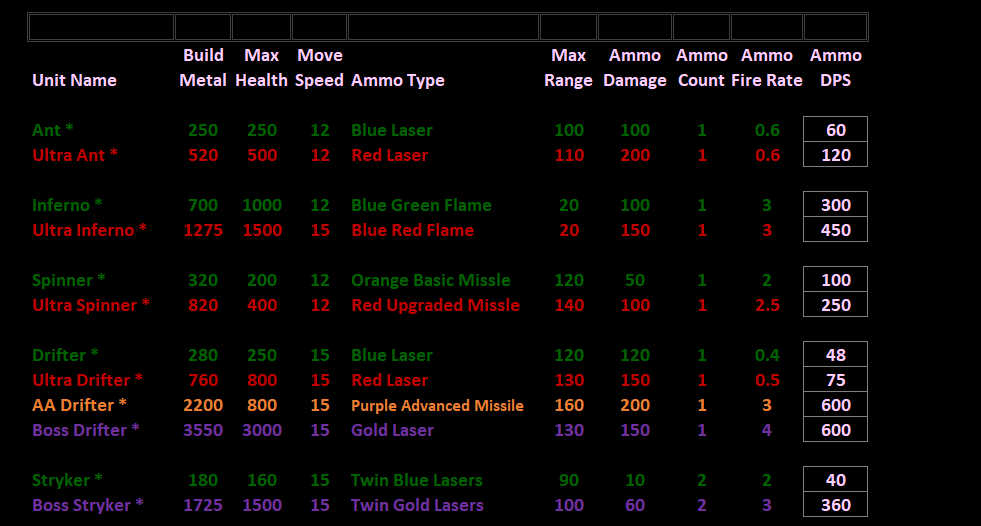 Build Max Move Max Ammo Ammo Ammo Ammo
Unit Name Metal Health Speed Ammo Type Range Damage Count Fire Rate DPS
Ant * 250 250 12 Blue Laser 100 100 1 0.6 60
Ultra Ant * 520 500 12 Red Laser 110 200 1 0.6 120
Inferno * 700 1000 12 Blue Green Flame 20 100 1 3 300
Ultra Inferno * 1275 1500 15 Blue Red Flame 20 150 1 3 450
Spinner * 320 200 12 Orange Basic Missle 120 50 1 2 100
Ultra Spinner * 820 400 12 Red Upgraded Missle 140 100 1 2.5 250
Drifter * 280 250 15 Blue Laser 120 120 1 0.4 48
Ultra Drifter * 760 800 15 Red Laser 130 150 1 0.5 75
AA Drifter * 2200 800 15 Purple Advanced Missile 160 200 1 3 600
Boss Drifter * 3550 3000 15 Gold Laser 130 150 1 4 600
Stryker * 180 160 15 Twin Blue Lasers 90 10 2 2 40
Boss Stryker * 1725 1500 15 Twin Gold Lasers 100 60 2 3 360